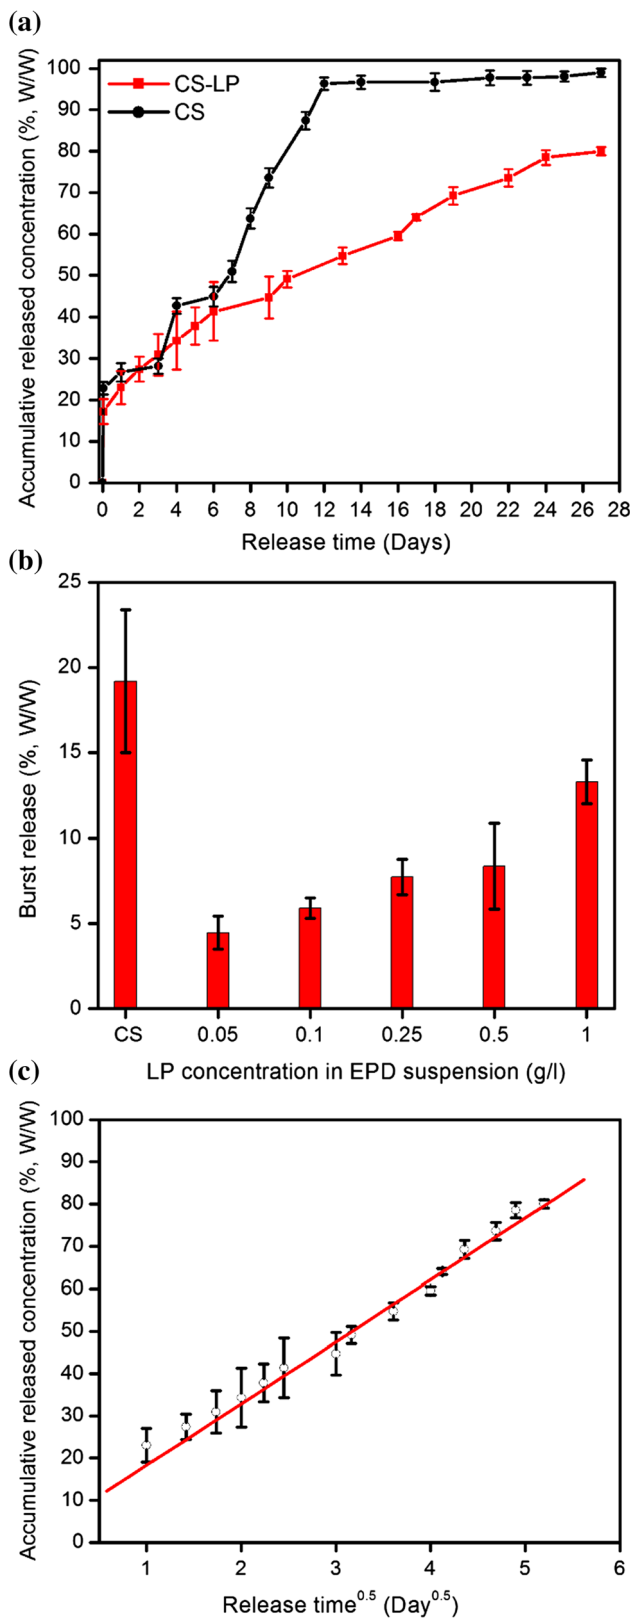 (a)
Accumulative released concentration (%, W/W)
100
90
80
70
60
50
40
30
20
10
0
CS-LP
CS
0 2 4 6 8 10 12 14 16 18 20 22 24 26 28
Release time (Days)
(b)
Burst release (%, W/W)
25
20
15
10
5
0
CS 0.05 0.1 0.25 0.5 1
LP concentration in EPD suspension (g/l)
(c)
Accumulative released concentration (%, W/W)
100
90
80
70
60
50
40
30
20
10
0
1 2 3 4 5 6
Release time^0.5 (Day^0.5)